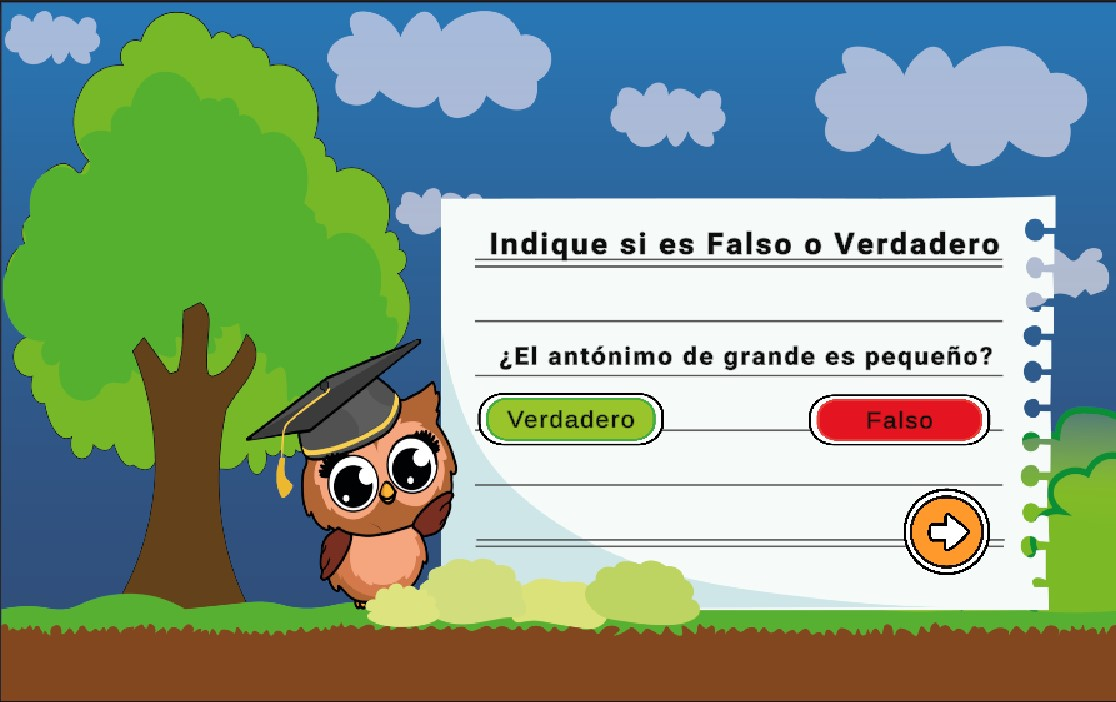 Indique si es Falso o Verdadero
¿El antónimo de grande es pequeño?
Verdadero
Falso